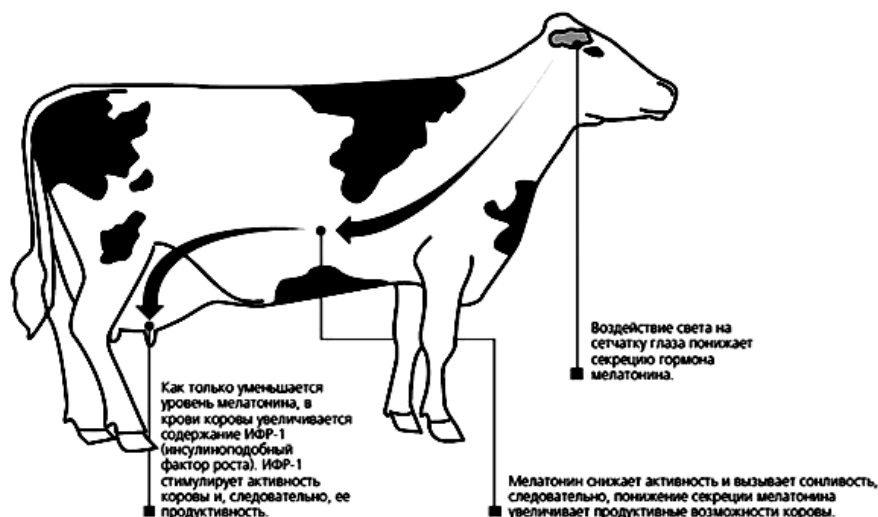 Воздействие света на
сетчатку глаза понижает
секрецию гормона
мелатонина.
Как только уменьшается
уровень мелатонина, в
крови коровы увеличивается
содержание ИФР-1
(инсулиноподобный
фактор роста). ИФР-1
стимулирует активность
коровы и, следовательно, ее
продуктивность.
Мелатонин снижает активность и вызывает сонливость,
следовательно, понижение секреции мелатонина
увеличивает продуктивные возможности коровы.